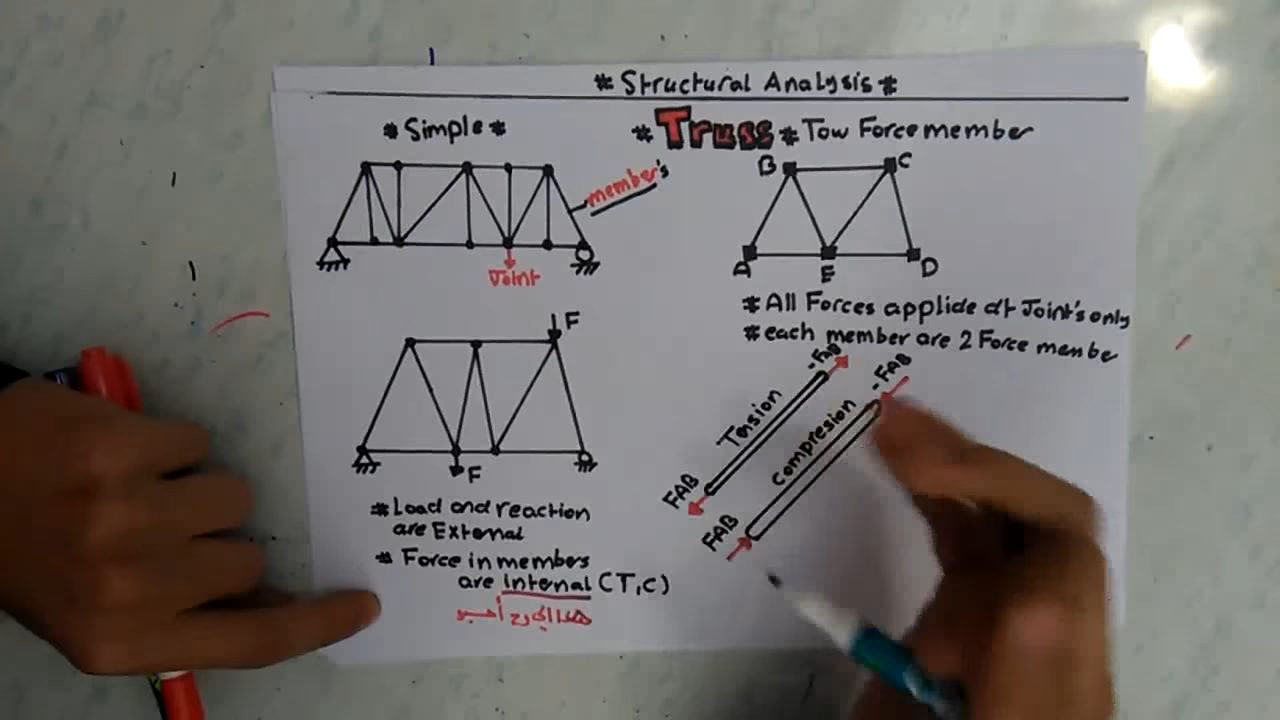 * Structural Analysis *
* Simple *
* Truss * Tow Force member
member's
Joint
B
C
A
E
D
* All Forces applide at Joint's only
* each member are 2 Force membe
F
F
* Load and reaction
are External
* Force in members
are internal (T,C)
-FAB
Tension
FAB
-FAB
compresion
FAB